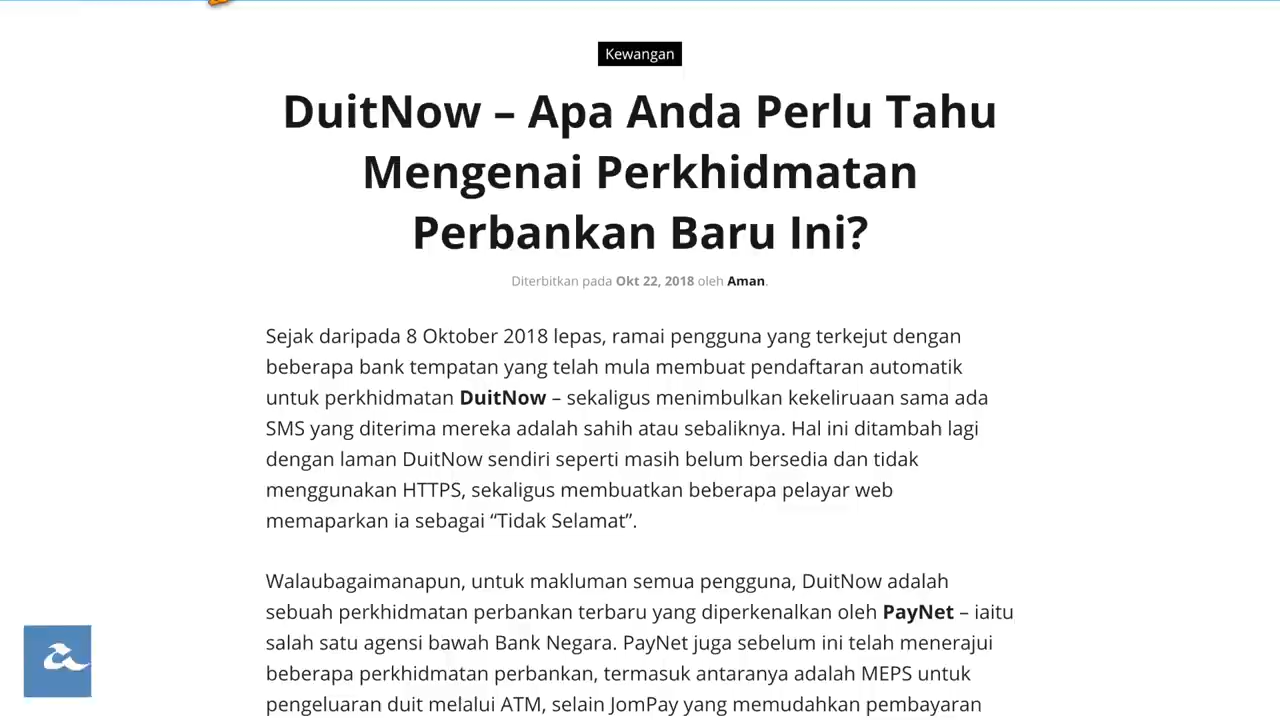 Kewangan
DuitNow – Apa Anda Perlu Tahu
Mengenai Perkhidmatan
Perbankan Baru Ini?
Diterbitkan pada Okt 22, 2018 oleh Aman.
Sejak daripada 8 Oktober 2018 lepas, ramai pengguna yang terkejut dengan
beberapa bank tempatan yang telah mula membuat pendaftaran automatik
untuk perkhidmatan DuitNow – sekaligus menimbulkan kekeliruaan sama ada
SMS yang diterima mereka adalah sahih atau sebaliknya. Hal ini ditambah lagi
dengan laman DuitNow sendiri seperti masih belum bersedia dan tidak
menggunakan HTTPS, sekaligus membuatkan beberapa pelayar web
memaparkan ia sebagai “Tidak Selamat”.
Walaubagaimanapun, untuk makluman semua pengguna, DuitNow adalah
sebuah perkhidmatan perbankan terbaru yang diperkenalkan oleh PayNet – iaitu
salah satu agensi bawah Bank Negara. PayNet juga sebelum ini telah menerajui
beberapa perkhidmatan perbankan, termasuk antaranya adalah MEPS untuk
pengeluaran duit melalui ATM, selain JomPay yang memudahkan pembayaran